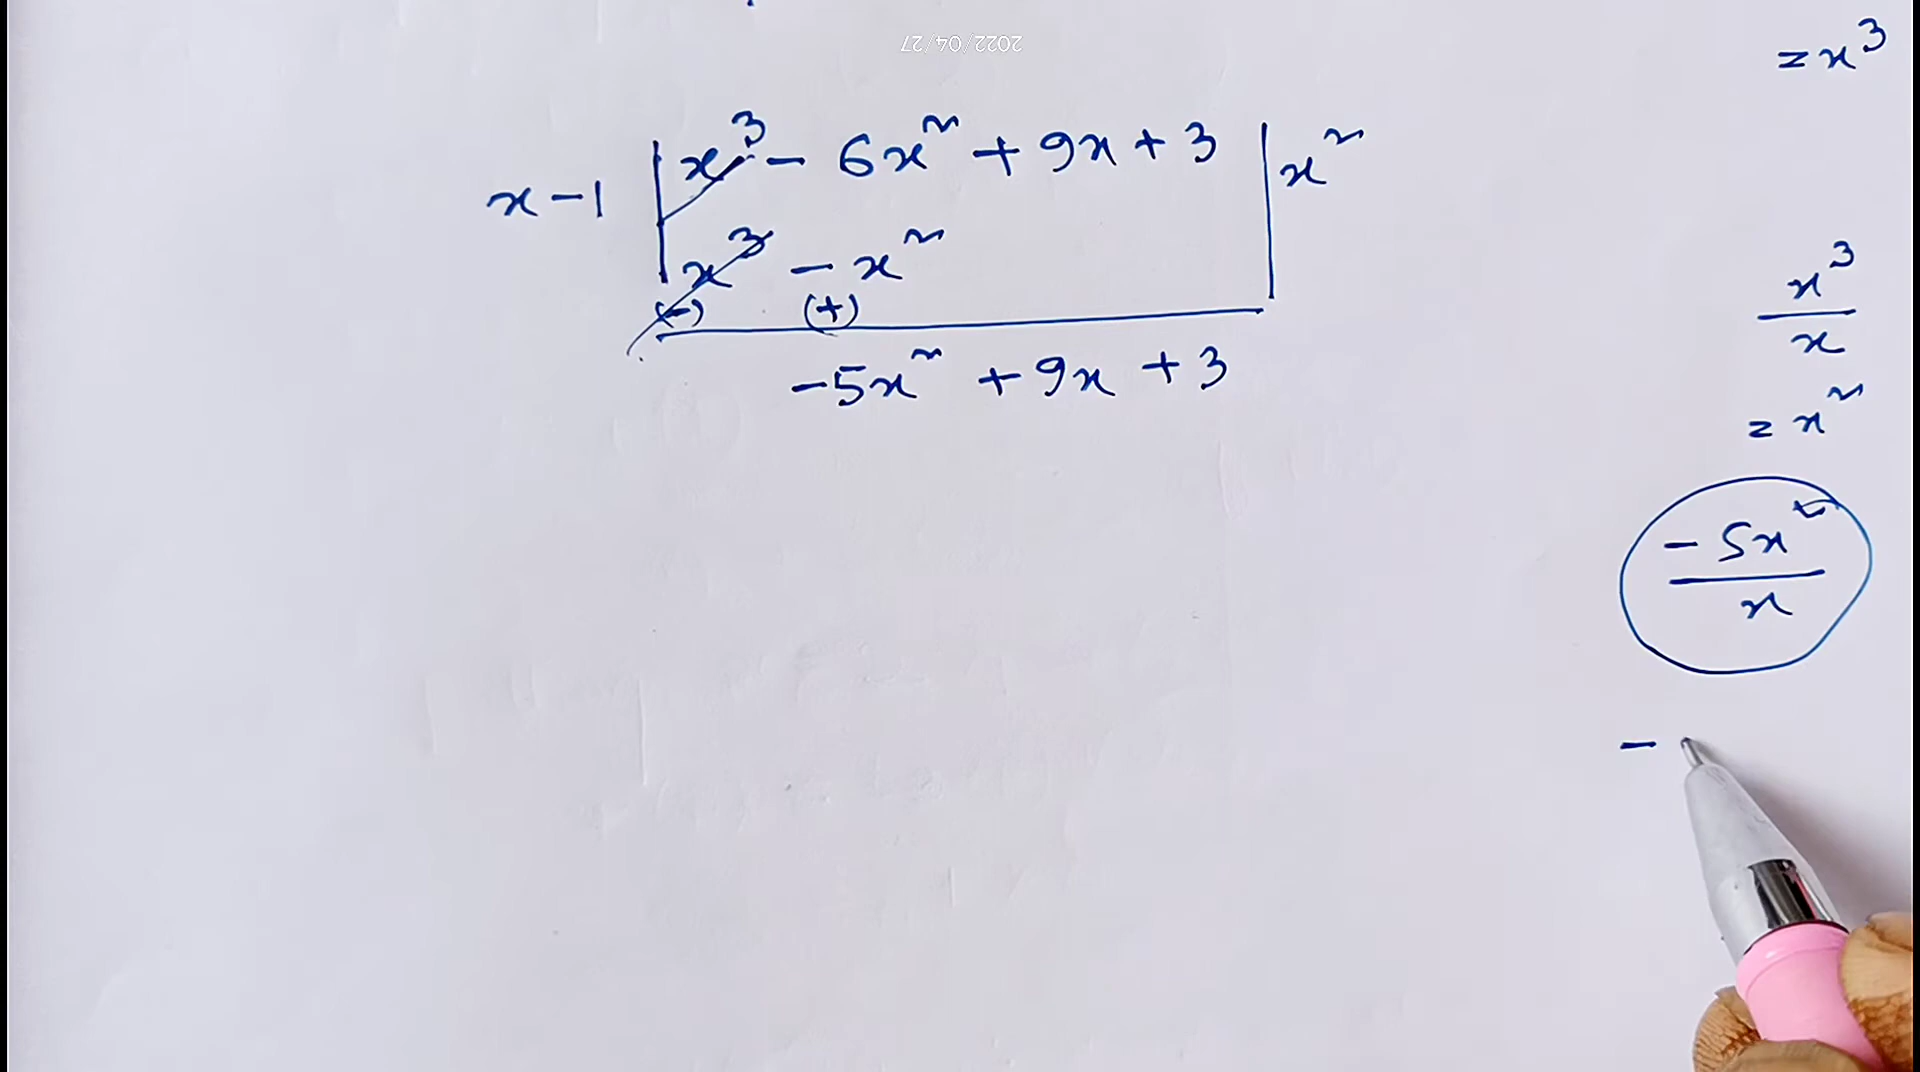 2022/04/27
= x³
x - 1 | x³ - 6x² + 9x + 3 | x²
x³ - x²
(-) (+)
-5x² + 9x + 3
x³
x
= x²
- 5x²
x
-